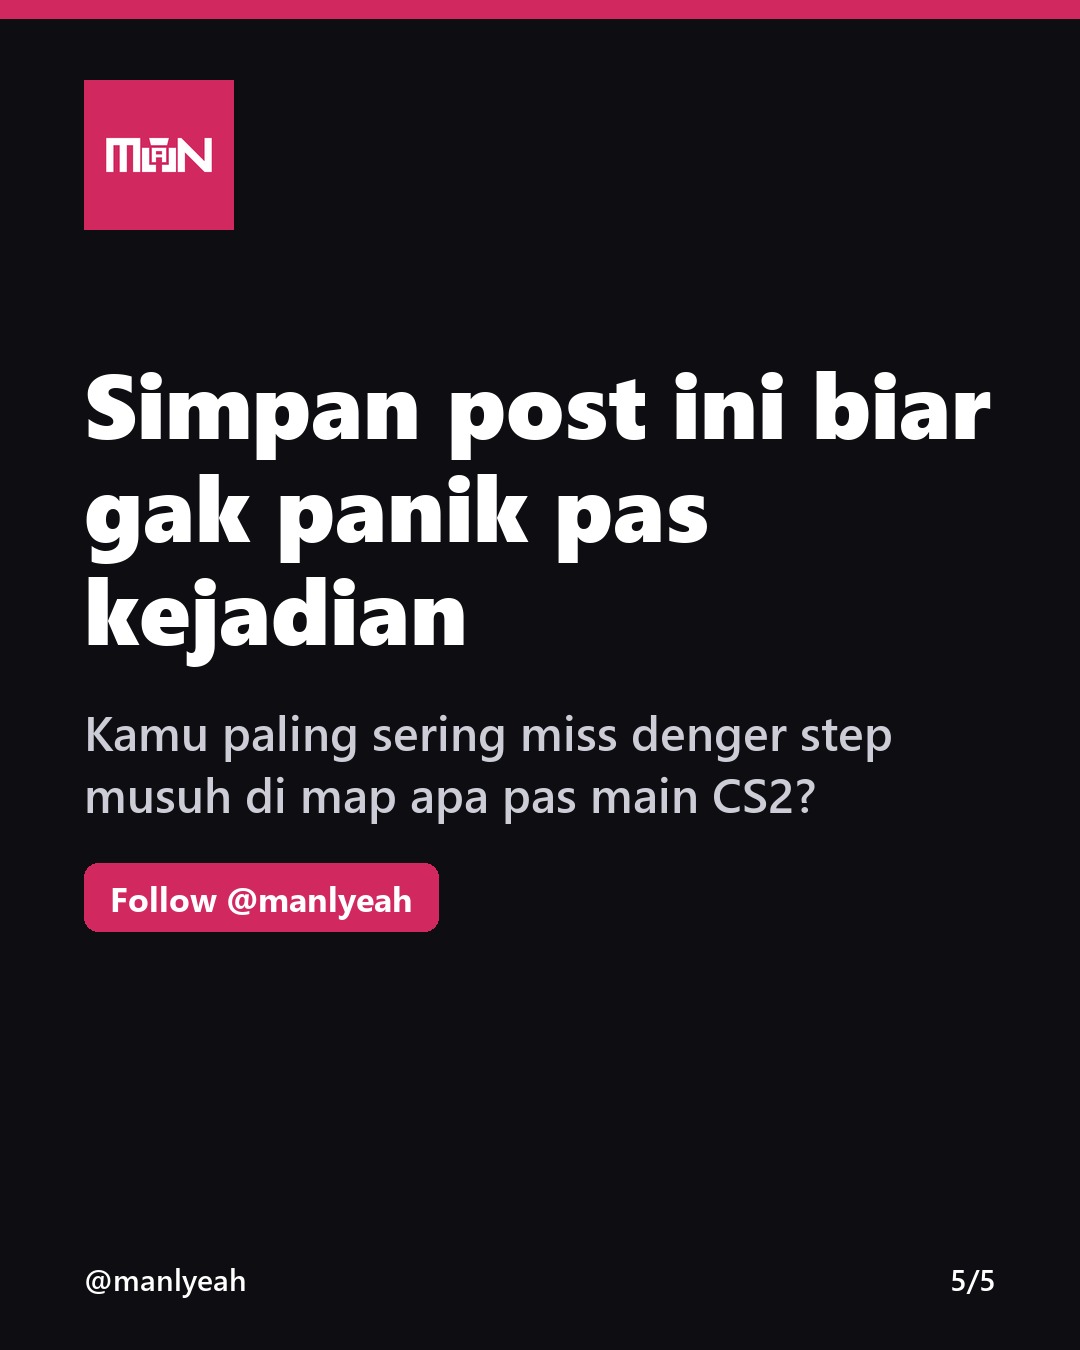 MAN
Simpan post ini biar
gak panik pas
kejadian
Kamu paling sering miss denger step
musuh di map apa pas main CS2?
Follow @manlyeah
@manlyeah
5/5